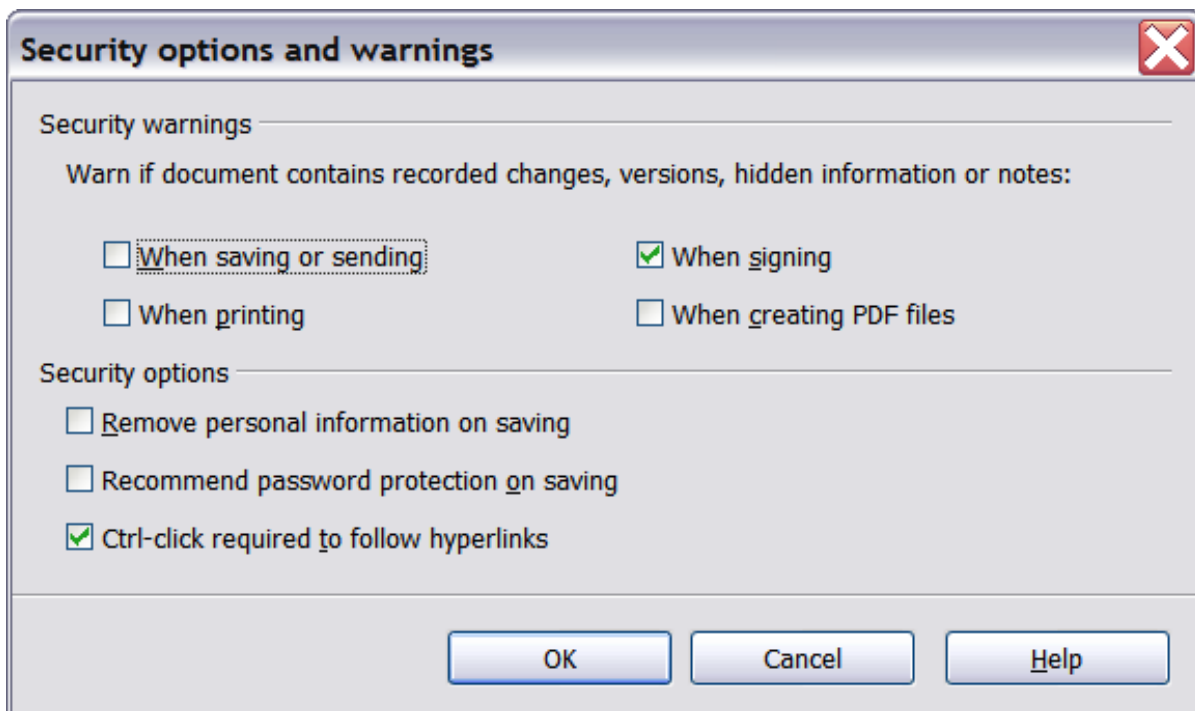 Security options and warnings
Security warnings
Warn if document contains recorded changes, versions, hidden information or notes:
When saving or sending
When signing
When printing
When creating PDF files
Security options
Remove personal information on saving
Recommend password protection on saving
Ctrl-click required to follow hyperlinks
OK
Cancel
Help